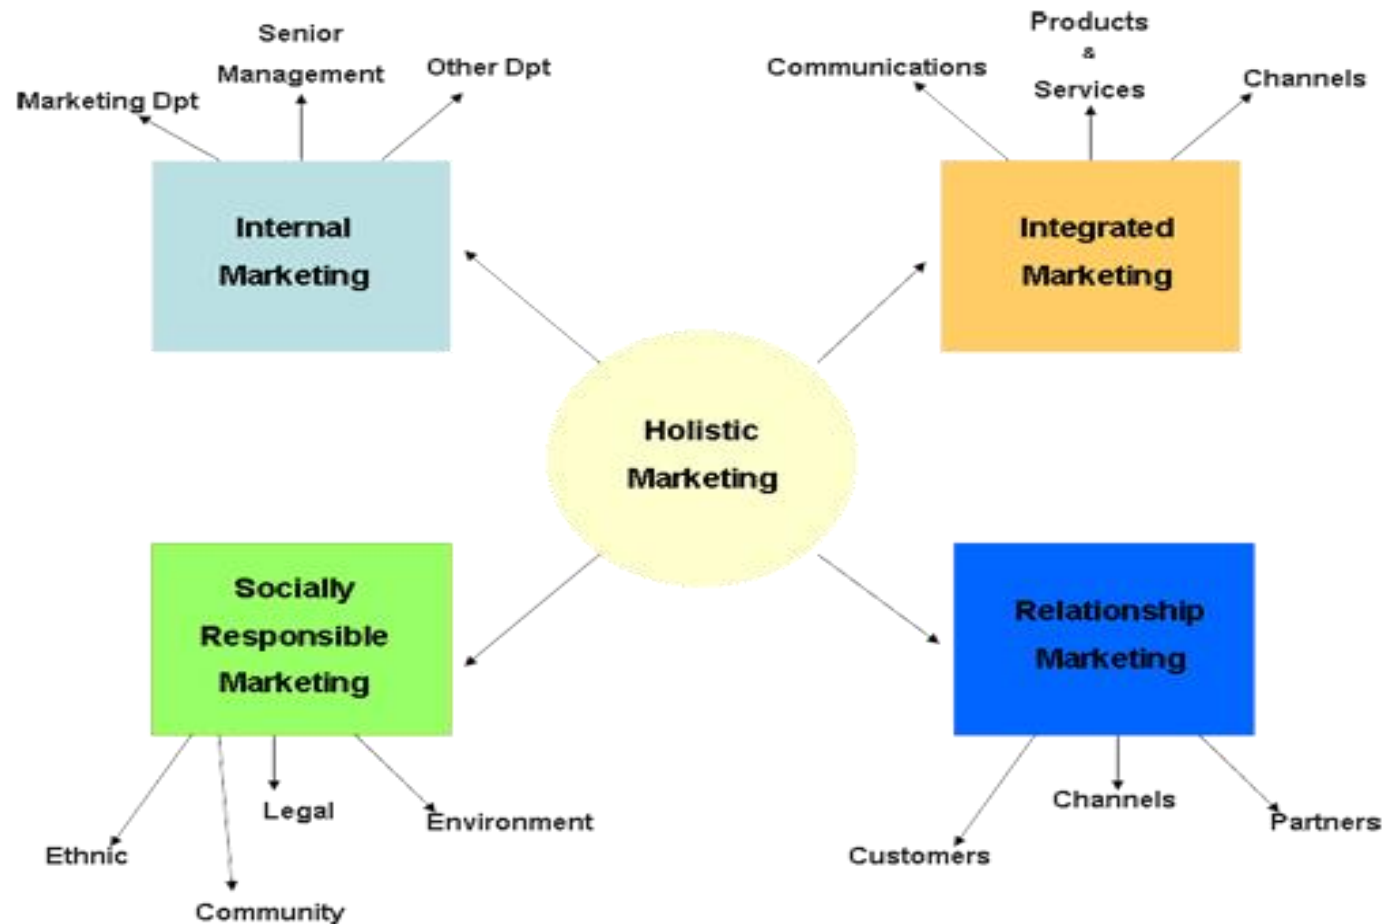 Senior
Management
Other Dpt
Marketing Dpt
Internal
Marketing
Products
&
Services
Communications
Channels
Integrated
Marketing
Holistic
Marketing
Socially
Responsible
Marketing
Legal
Environment
Ethnic
Community
Relationship
Marketing
Channels
Partners
Customers